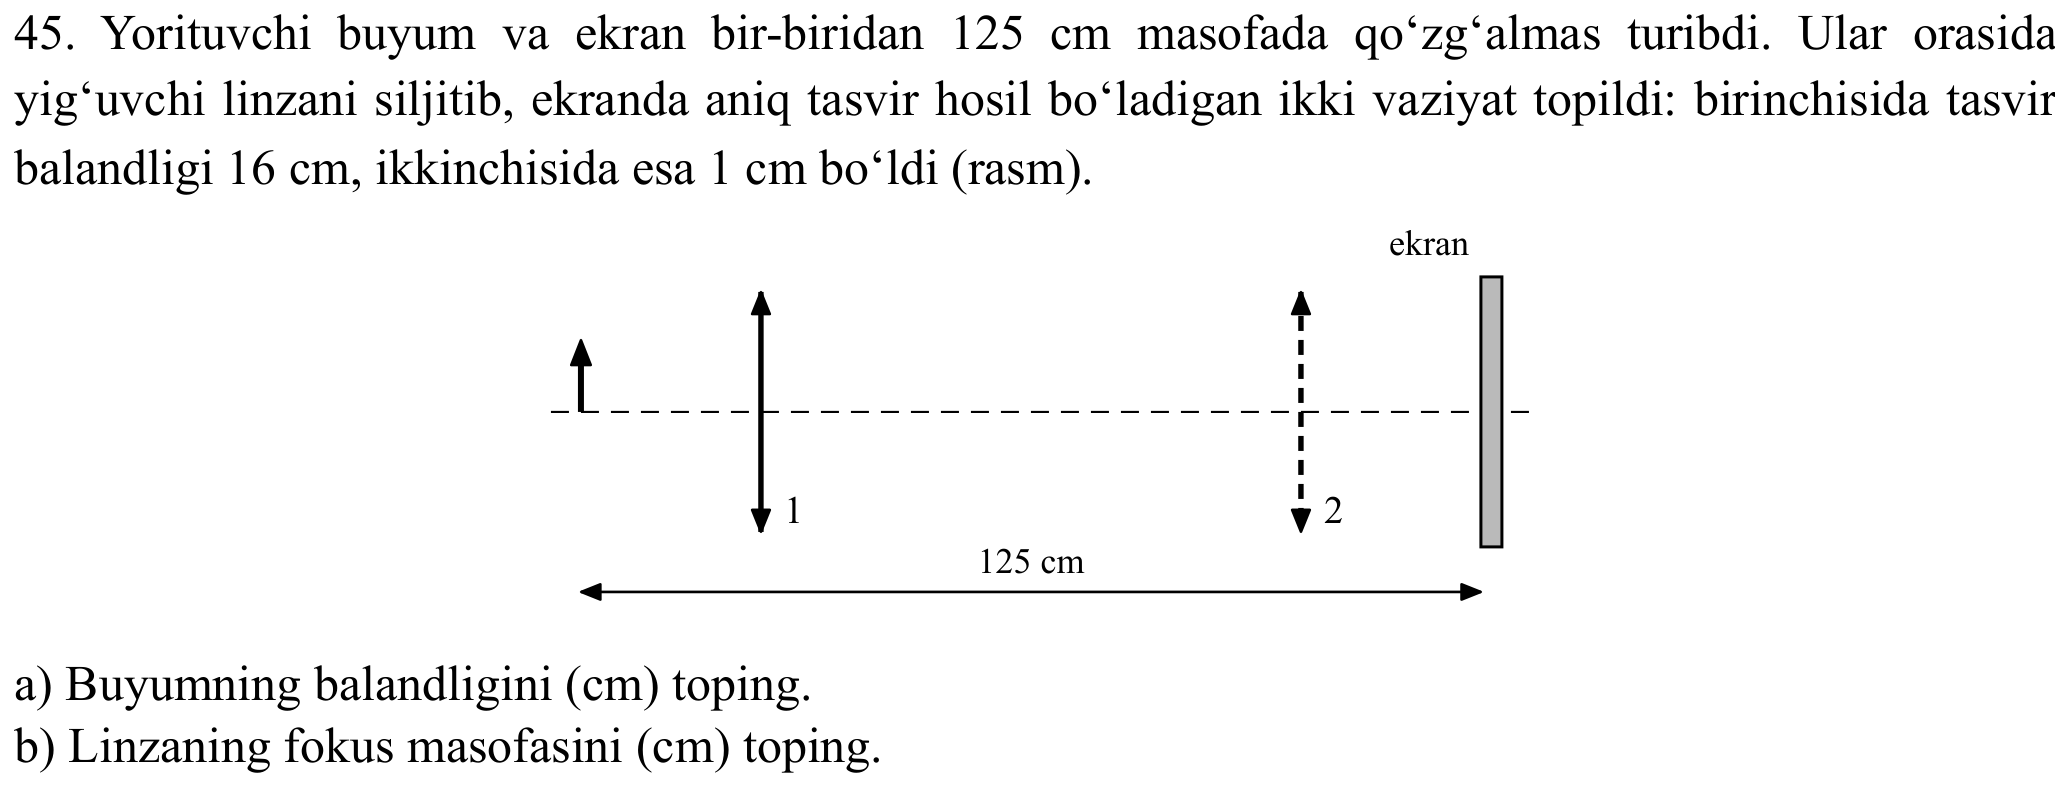 45. Yorituvchi buyum va ekran bir-biridan 125 cm masofada qo‘zg‘almas turibdi. Ular orasida
yig‘uvchi linzani siljitib, ekranda aniq tasvir hosil bo‘ladigan ikki vaziyat topildi: birinchisida tasvir
balandligi 16 cm, ikkinchisida esa 1 cm bo‘ldi (rasm).
ekran
1
2
125 cm
a) Buyumning balandligini (cm) toping.
b) Linzaning fokus masofasini (cm) toping.